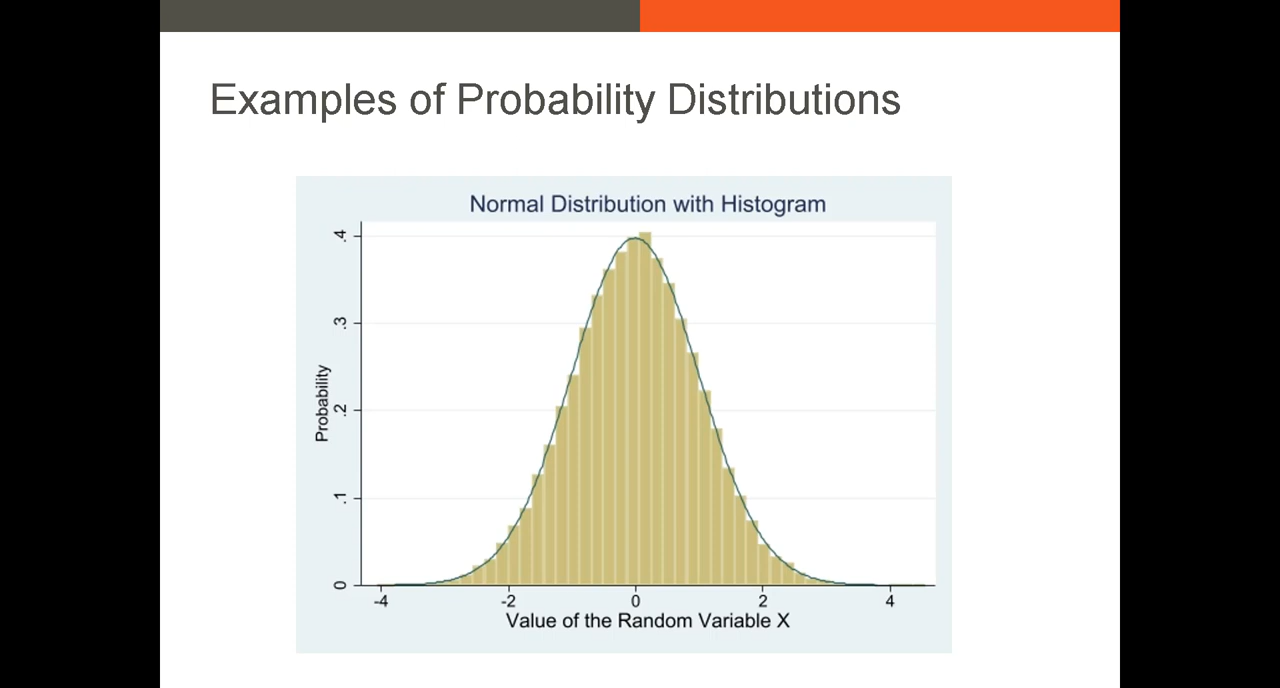 Examples of Probability Distributions
Normal Distribution with Histogram
.4
.3
.2
.1
0
Probability
-4 -2 0 2 4
Value of the Random Variable X